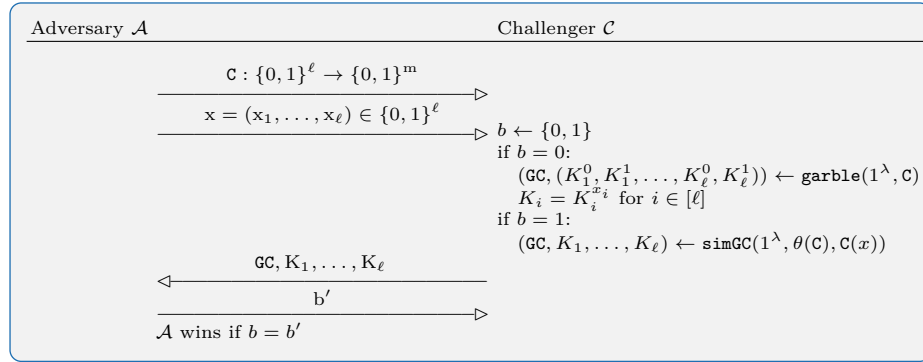 Adversary 𝒜 Challenger 𝒞
C : {0, 1}^ℓ → {0, 1}^m
x = (x_1, . . . , x_ℓ) ∈ {0, 1}^ℓ
b ← {0, 1}
if b = 0:
(GC, (K_1^0, K_1^1, . . . , K_ℓ^0, K_ℓ^1)) ← garble(1^λ, C)
K_i = K_i^{x_i} for i ∈ [ℓ]
if b = 1:
(GC, K_1, . . . , K_ℓ) ← simGC(1^λ, θ(C), C(x))
GC, K_1, . . . , K_ℓ
b′
𝒜 wins if b = b′